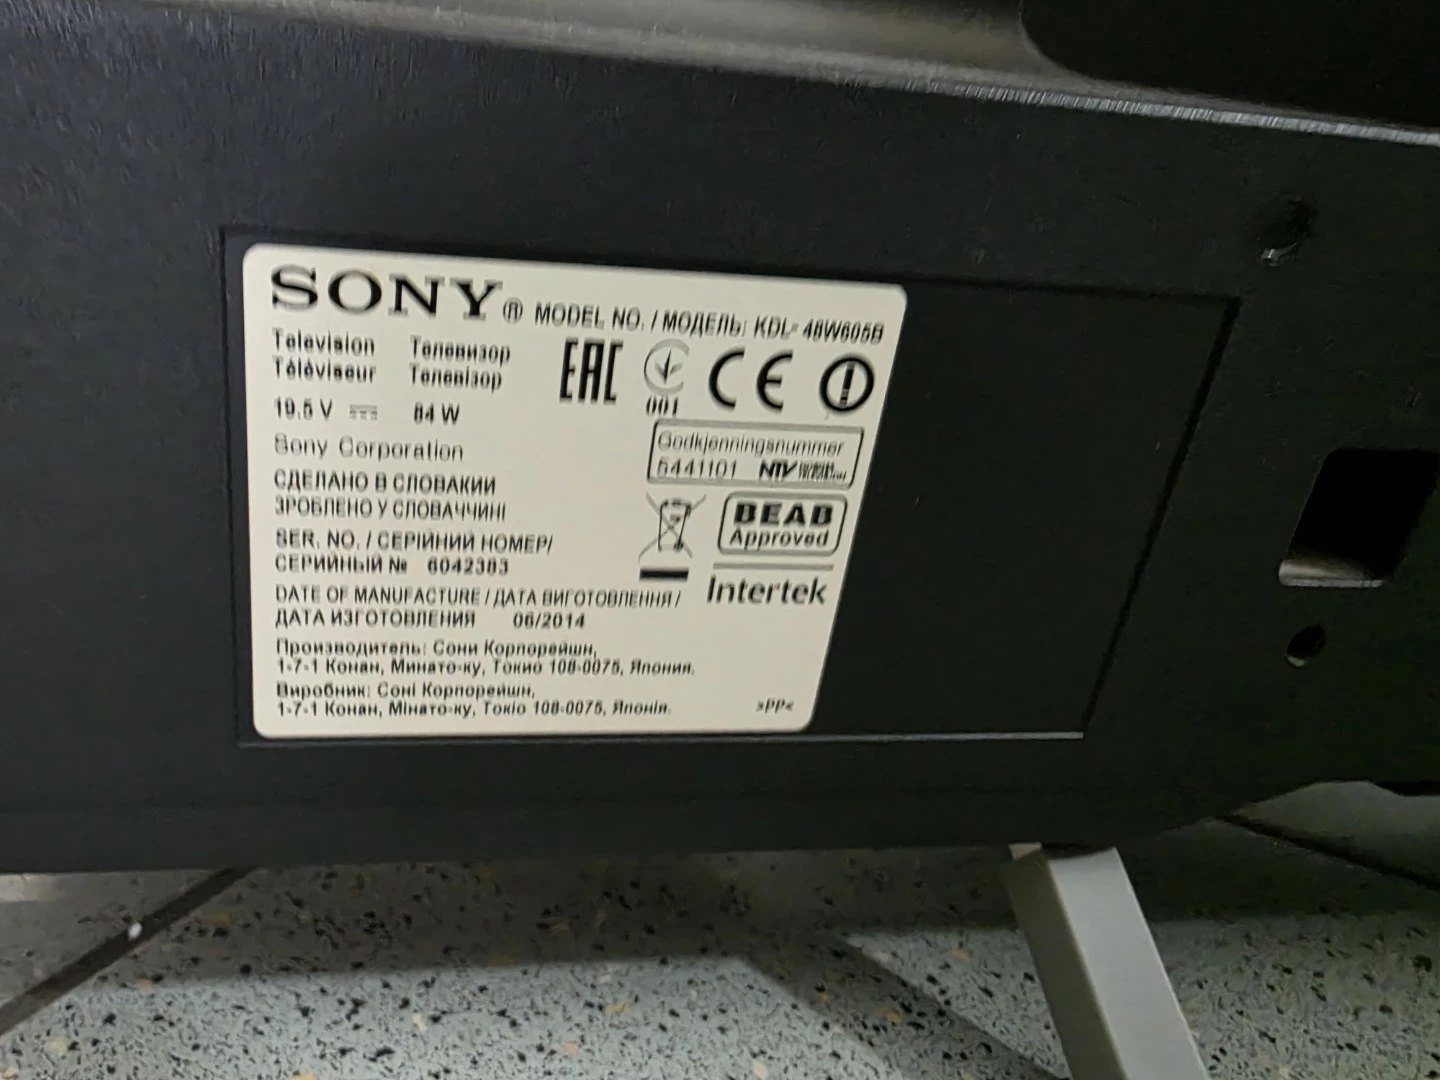 SONY® MODEL NO. / МОДЕЛЬ: KDL- 48W605B
Television Телевизор
Téléviseur Телевізор
19.5 V 84 W
001
Sony Corporation
Godkjenningsnummer
5441101 NTV
СДЕЛАНО В СЛОВАКИИ
ЗРОБЛЕНО У СЛОВАЧЧИНІ
BEAB
Approved
SER. NO. / СЕРІЙНИЙ НОМЕР/
СЕРИЙНЫЙ № 6042383
Intertek
DATE OF MANUFACTURE / ДАТА ВИГОТОВЛЕННЯ /
ДАТА ИЗГОТОВЛЕНИЯ 06/2014
Производитель: Сони Корпорейшн,
1-7-1 Конан, Минато-ку, Токио 108-0075, Япония.
Виробник: Соні Корпорейшн,
1-7-1 Конан, Мінато-ку, Токіо 108-0075, Японія.
>PP<